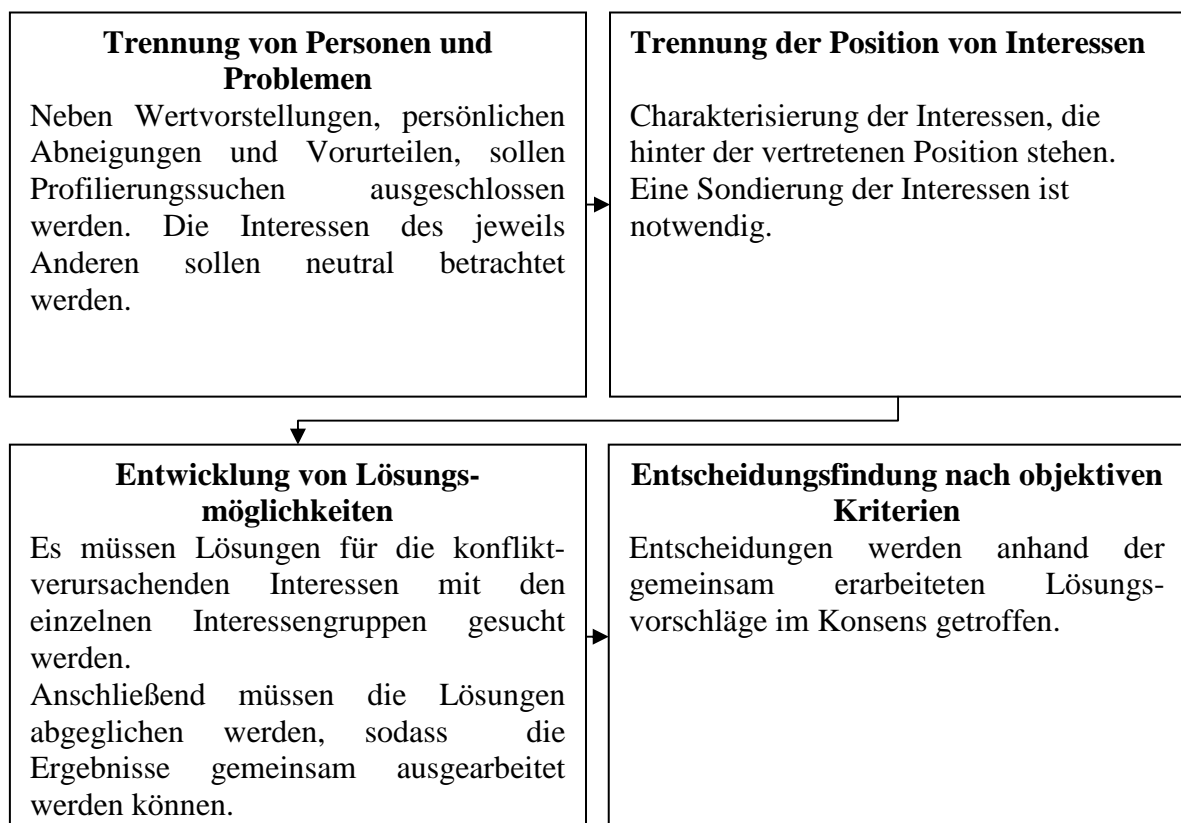 Trennung von Personen und
Problemen
Neben Wertvorstellungen, persönlichen
Abneigungen und Vorurteilen, sollen
Profilierungssuchen ausgeschlossen
werden. Die Interessen des jeweils
Anderen sollen neutral betrachtet
werden.
Trennung der Position von Interessen
Charakterisierung der Interessen, die
hinter der vertretenen Position stehen.
Eine Sondierung der Interessen ist
notwendig.
Entwicklung von Lösungs-
möglichkeiten
Es müssen Lösungen für die konflikt-
verursachenden Interessen mit den
einzelnen Interessengruppen gesucht
werden.
Anschließend müssen die Lösungen
abgeglichen werden, sodass die
Ergebnisse gemeinsam ausgearbeitet
werden können.
Entscheidungsfindung nach objektiven
Kriterien
Entscheidungen werden anhand der
gemeinsam erarbeiteten Lösungs-
vorschläge im Konsens getroffen.